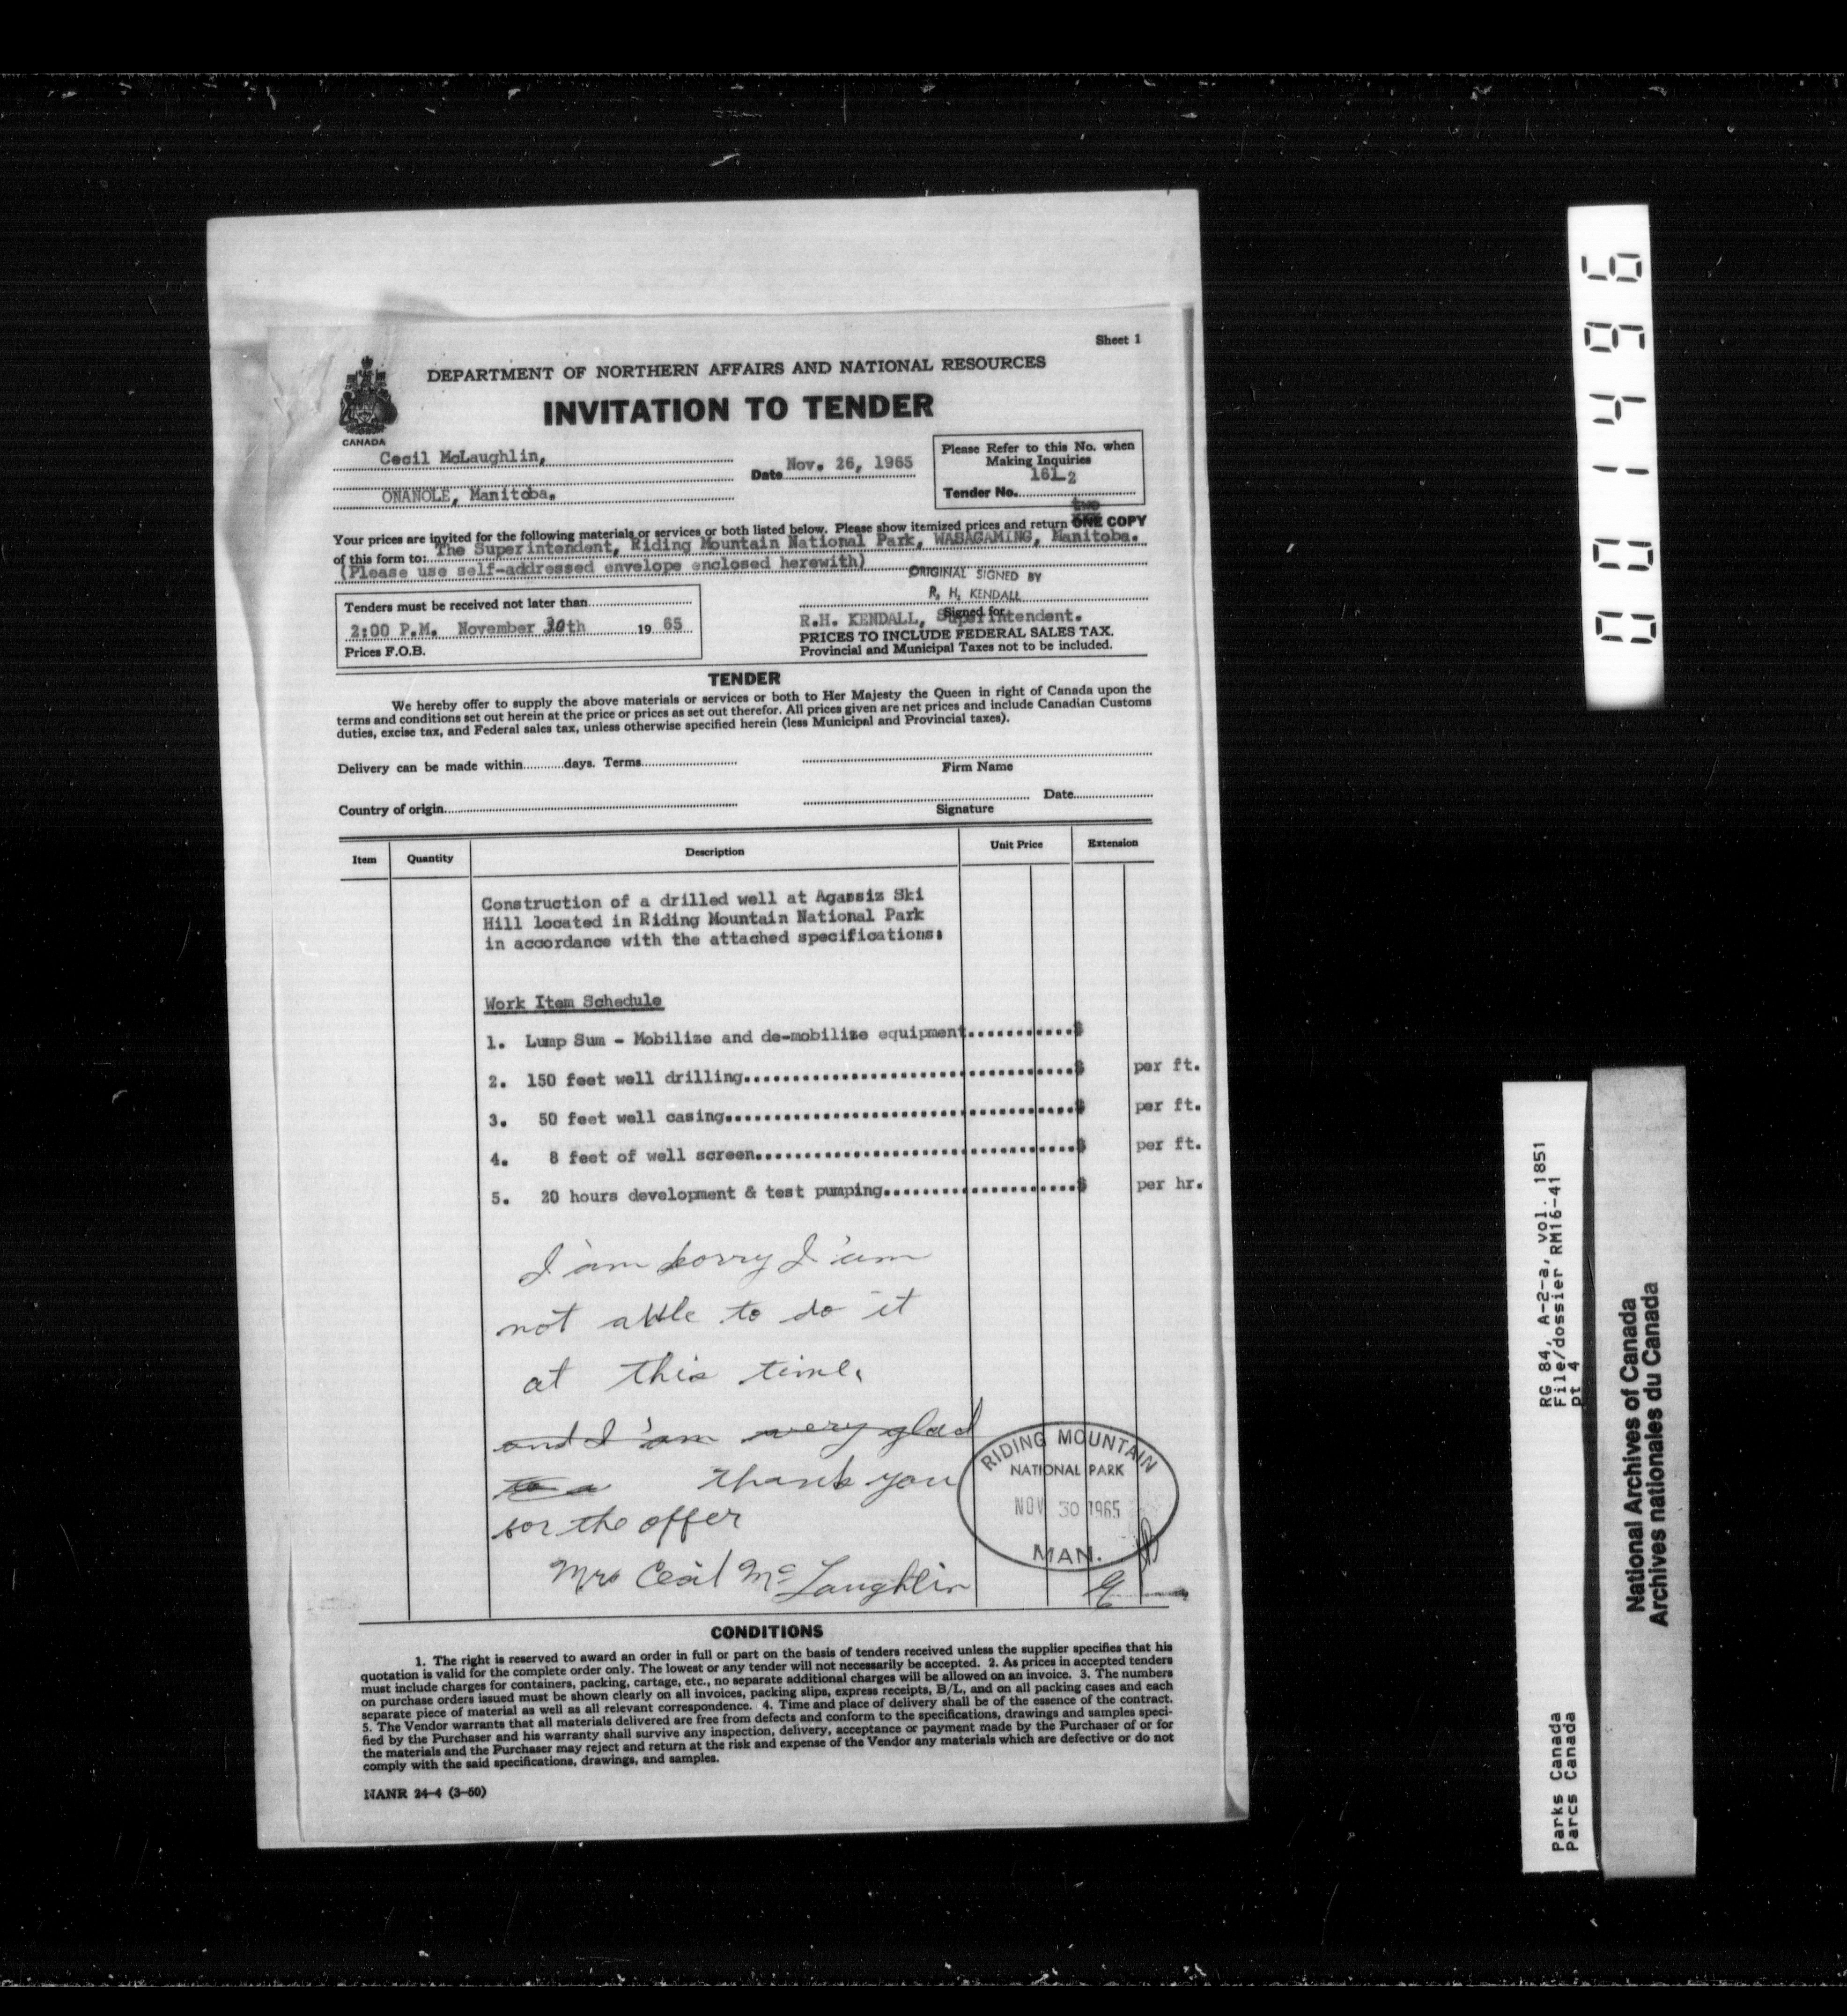 Sheet 1
DEPARTMENT OF NORTHERN AFFAIRS AND NATIONAL RESOURCES
INVITATION TO TENDER
CANADA
Cecil McLaughlin,
ONANOLE, Manitoba.
Date Nov. 26, 1965
Please Refer to this No. when
Making Inquiries
161-2
Tender No.
two
Your prices are invited for the following materials or services or both listed below. Please show itemized prices and return ONE COPY
of this form to: The Superintendent, Riding Mountain National Park, WASAGAMING, Manitoba.
(Please use self-addressed envelope enclosed herewith)
ORIGINAL SIGNED BY
R. H. KENDALL
Signed for
R.H. KENDALL, Superintendent.
PRICES TO INCLUDE FEDERAL SALES TAX.
Provincial and Municipal Taxes not to be included.
Tenders must be received not later than
2:00 P.M. November 30th 19 65
Prices F.O.B.
TENDER
We hereby offer to supply the above materials or services or both to Her Majesty the Queen in right of Canada upon the
terms and conditions set out herein at the price or prices as set out therefor. All prices given are net prices and include Canadian Customs
duties, excise tax, and Federal sales tax, unless otherwise specified herein (less Municipal and Provincial taxes).
Delivery can be made within..........days. Terms
Firm Name
Country of origin
Signature
Date
Item Quantity Description Unit Price Extension
Construction of a drilled well at Agassiz Ski
Hill located in Riding Mountain National Park
in accordance with the attached specifications:
Work Item Schedule
1. Lump Sum - Mobilize and de-mobilize equipment...........$
2. 150 feet well drilling..................................$ per ft.
3. 50 feet well casing....................................$ per ft.
4. 8 feet of well screen.................................$ per ft.
5. 20 hours development & test pumping....................$ per hr.
I'am sorry I'am
not able to do it
at this time.
and I'am very glad
to a thank you
for the offer
Mrs Cecil McLaughlin
RIDING MOUNTAIN
NATIONAL PARK
NOV 30 1965
MAN.
CONDITIONS
1. The right is reserved to award an order in full or part on the basis of tenders received unless the supplier specifies that his
quotation is valid for the complete order only. The lowest or any tender will not necessarily be accepted. 2. As prices in accepted tenders
must include charges for containers, packing, cartage, etc., no separate additional charges will be allowed on an invoice. 3. The numbers
on purchase orders issued must be shown clearly on all invoices, packing slips, express receipts, B/L, and on all packing cases and each
separate piece of material as well as all relevant correspondence. 4. Time and place of delivery shall be of the essence of the contract.
5. The Vendor warrants that all materials delivered are free from defects and conform to the specifications, drawings and samples speci-
fied by the Purchaser and his warranty shall survive any inspection, delivery, acceptance or payment made by the Purchaser of or for
the materials and the Purchaser may reject and return at the risk and expense of the Vendor any materials which are defective or do not
comply with the said specifications, drawings, and samples.
NANR 24-4 (3-60)
001496
RG 84, A-2-a, vol. 1851
File/dossier RM16-41
pt 4
Parks Canada
Parcs Canada
National Archives of Canada
Archives nationales du Canada